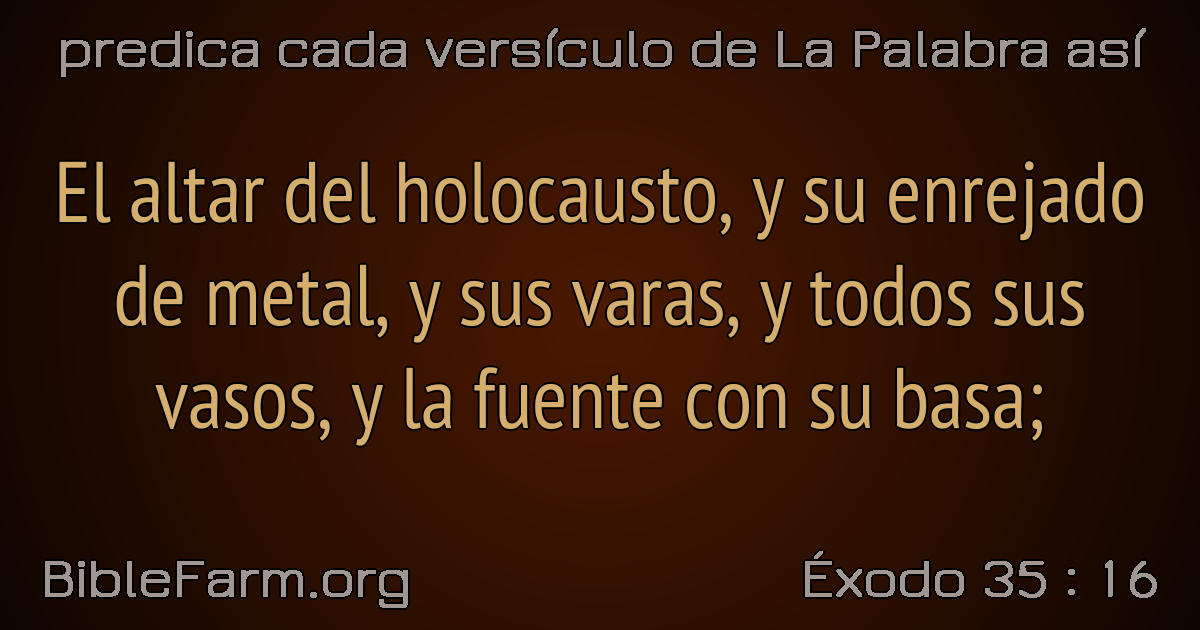 predica cada versículo de La Palabra así
El altar del holocausto, y su enrejado
de metal, y sus varas, y todos sus
vasos, y la fuente con su basa;
BibleFarm.org
Éxodo 35 : 16